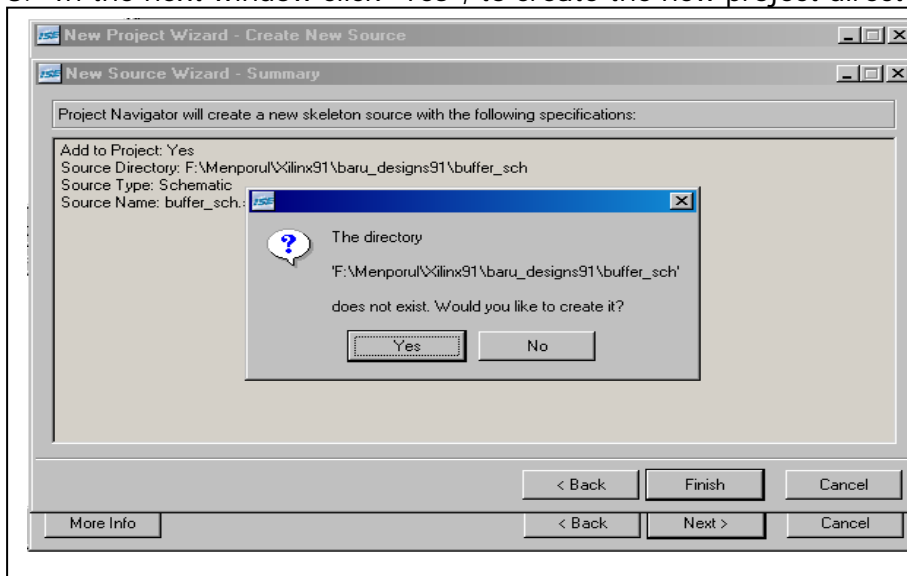 In the next window click "Yes", to create the new project direct
New Project Wizard - Create New Source
New Source Wizard - Summary
Project Navigator will create a new skeleton source with the following specifications:
Add to Project: Yes
Source Directory: F:\Menporul\Xilinx91\baru_designs91\buffer_sch
Source Type: Schematic
Source Name: buffer_sch.
The directory
'F:\Menporul\Xilinx91\baru_designs91\buffer_sch'
does not exist. Would you like to create it?
Yes No
< Back Finish Cancel
More Info < Back Next > Cancel